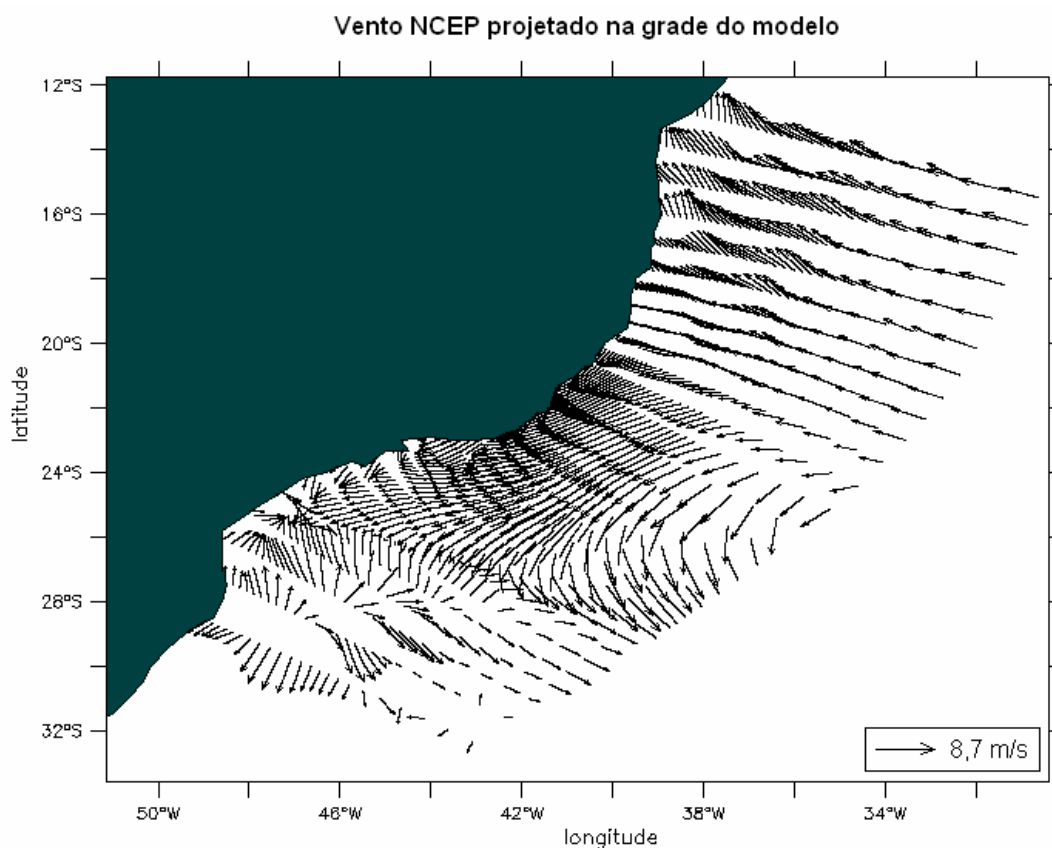 Vento NCEP projetado na grade do modelo
12°S
16°S
20°S
24°S
28°S
32°S
latitude
8,7 m/s
50°W
46°W
42°W
38°W
34°W
longitude